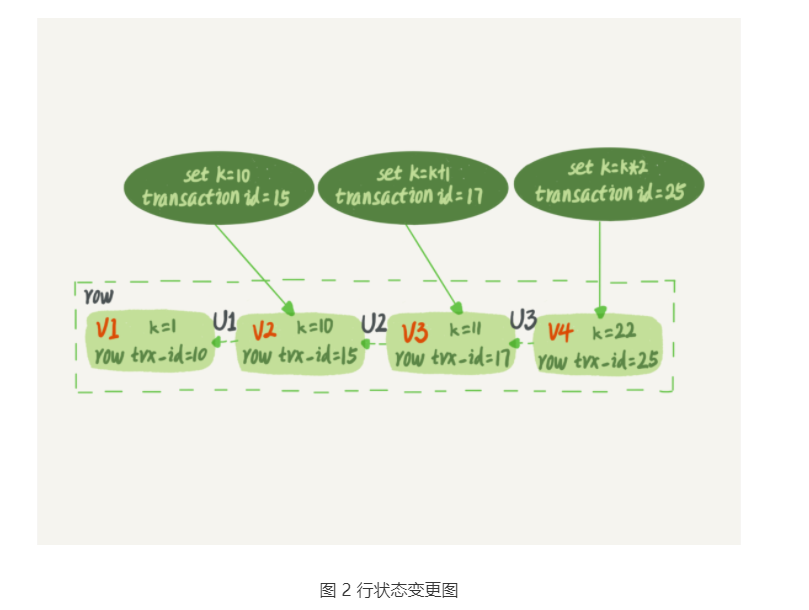 set k=10
transaction id=15
set k=k+1
transaction id=17
set k=k*2
transaction id=25
row
V1 k=1
row trx-id=10
U1
V2 k=10
row trx-id=15
U2
V3 k=11
row trx-id=17
U3
V4 k=22
row trx-id=25
图 2 行状态变更图